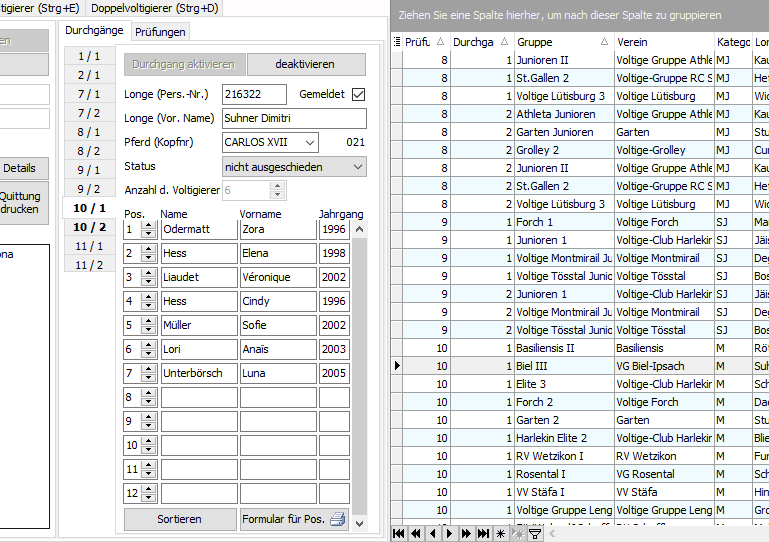 tigierer (Strg+E) Doppelvoltigierer (Strg+D)
en
Details
Quittung
drucken
ona
Durchgänge Prüfungen
1 / 1
2 / 1
7 / 1
7 / 2
8 / 1
8 / 2
9 / 1
9 / 2
10 / 1
10 / 2
11 / 1
11 / 2
Durchgang aktivieren deaktivieren
Longe (Pers.-Nr.) 216322 Gemeldet
Longe (Vor. Name) Suhner Dimitri
Pferd (Kopfnr) CARLOS XVII 021
Status nicht ausgeschieden
Anzahl d. Voltigierer 6
Pos. Name Vorname Jahrgang
1 Odermatt Zora 1996
2 Hess Elena 1998
3 Liaudet Véronique 2002
4 Hess Cindy 1996
5 Müller Sofie 2002
6 Lori Anaïs 2003
7 Unterbörsch Luna 2005
8
9
10
11
12
Sortieren Formular für Pos.
Ziehen Sie eine Spalte hierher, um nach dieser Spalte zu gruppieren
Prüfu Durchga Gruppe Verein Katego Lon
8 1 Junioren II Voltige Gruppe Athle MJ Kau
8 1 St.Gallen 2 Voltige-Gruppe RC S MJ Het
8 1 Voltige Lütisburg 3 Voltige Lütisburg MJ Wid
8 2 Athleta Junioren Voltige Gruppe Athle MJ Kau
8 2 Garten Junioren Garten MJ Stu
8 2 Grolley 2 Voltige-Grolley MJ Cur
8 2 Junioren II Voltige Gruppe Athle MJ Kau
8 2 St.Gallen 2 Voltige-Gruppe RC S MJ Het
8 2 Voltige Lütisburg 3 Voltige Lütisburg MJ Wid
9 1 Forch 1 Voltige Forch SJ Mar
9 1 Junioren 1 Voltige-Club Harlekin SJ Jäis
9 1 Voltige Montmirail Ju Voltige Montmirail SJ Deg
9 1 Voltige Tösstal Junio Voltige Tösstal SJ Bos
9 2 Junioren 1 Voltige-Club Harlekin SJ Jäis
9 2 Voltige Montmirail Ju Voltige Montmirail SJ Deg
9 2 Voltige Tösstal Junio Voltige Tösstal SJ Bos
10 1 Basiliensis II Basiliensis M Röt
10 1 Biel III VG Biel-Ipsach M Suh
10 1 Elite 3 Voltige-Club Harlekin M Sch
10 1 Forch 2 Voltige Forch M Dac
10 1 Garten 2 Garten M Stu
10 1 Harlekin Elite 2 Voltige-Club Harlekin M Blie
10 1 RV Wetzikon I RV Wetzikon M Fur
10 1 Rosental I VG Rosental M Sch
10 1 VV Stäfa I VV Stäfa M Hin
10 1 Voltige Gruppe Leng Voltige Gruppe Leng M Gro